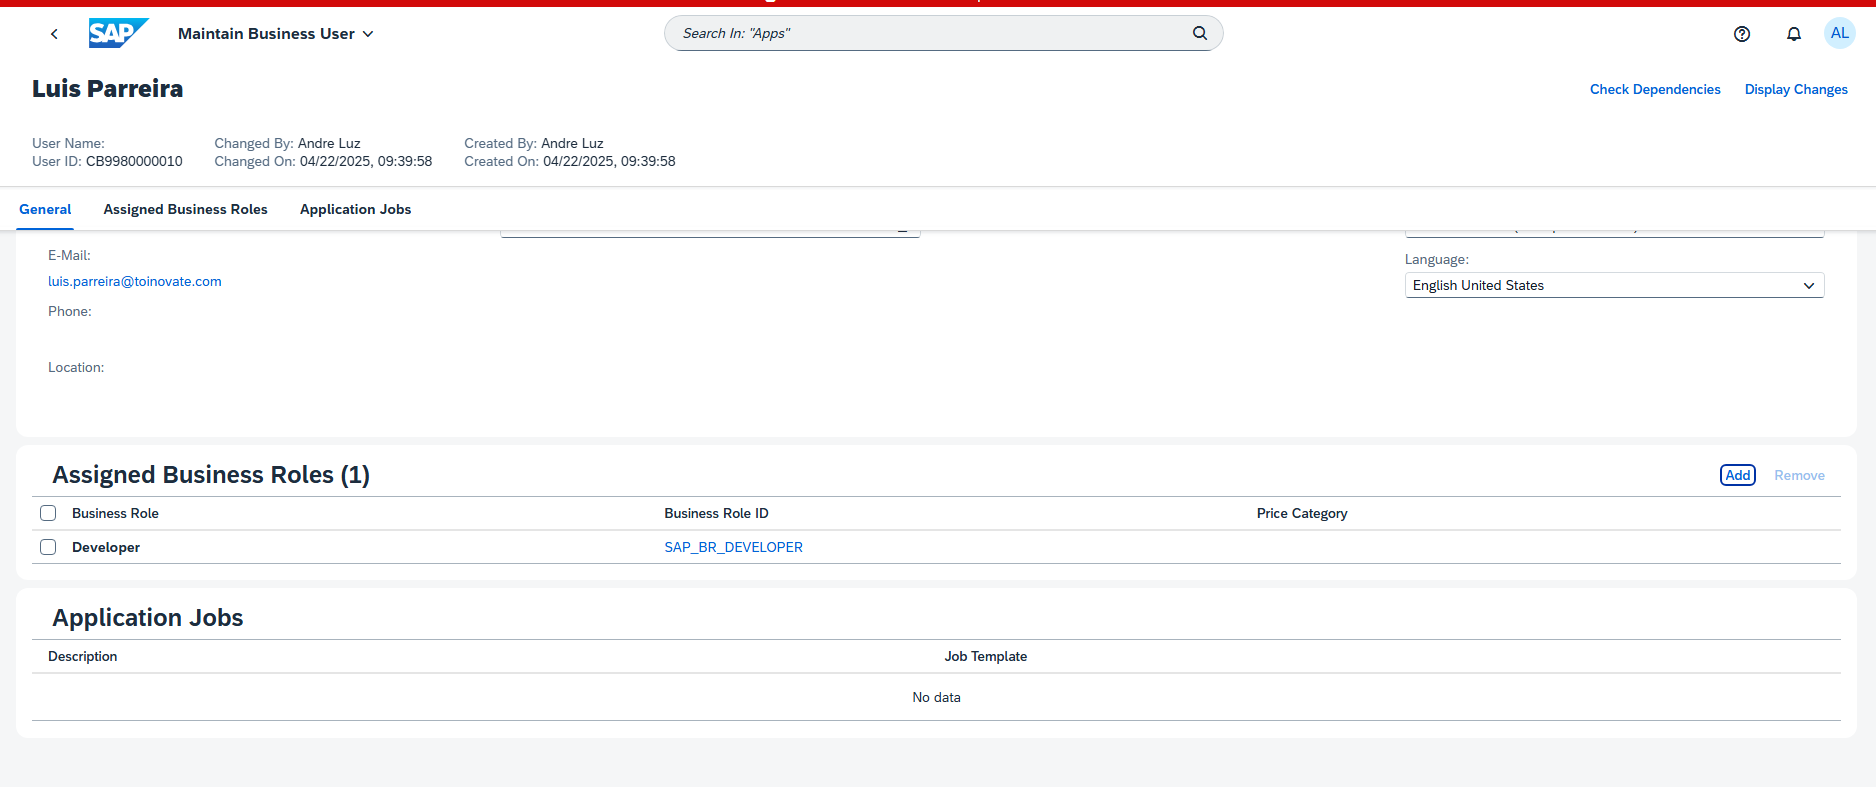 SAP
Maintain Business User
Search In: "Apps"
AL
Luis Parreira
Check Dependencies
Display Changes
User Name:
User ID: CB9980000010
Changed By: Andre Luz
Changed On: 04/22/2025, 09:39:58
Created By: Andre Luz
Created On: 04/22/2025, 09:39:58
General
Assigned Business Roles
Application Jobs
E-Mail:
luis.parreira@toinovate.com
Phone:
Location:
Language:
English United States
Assigned Business Roles (1)
Add
Remove
Business Role
Business Role ID
Price Category
Developer
SAP_BR_DEVELOPER
Application Jobs
Description
Job Template
No data